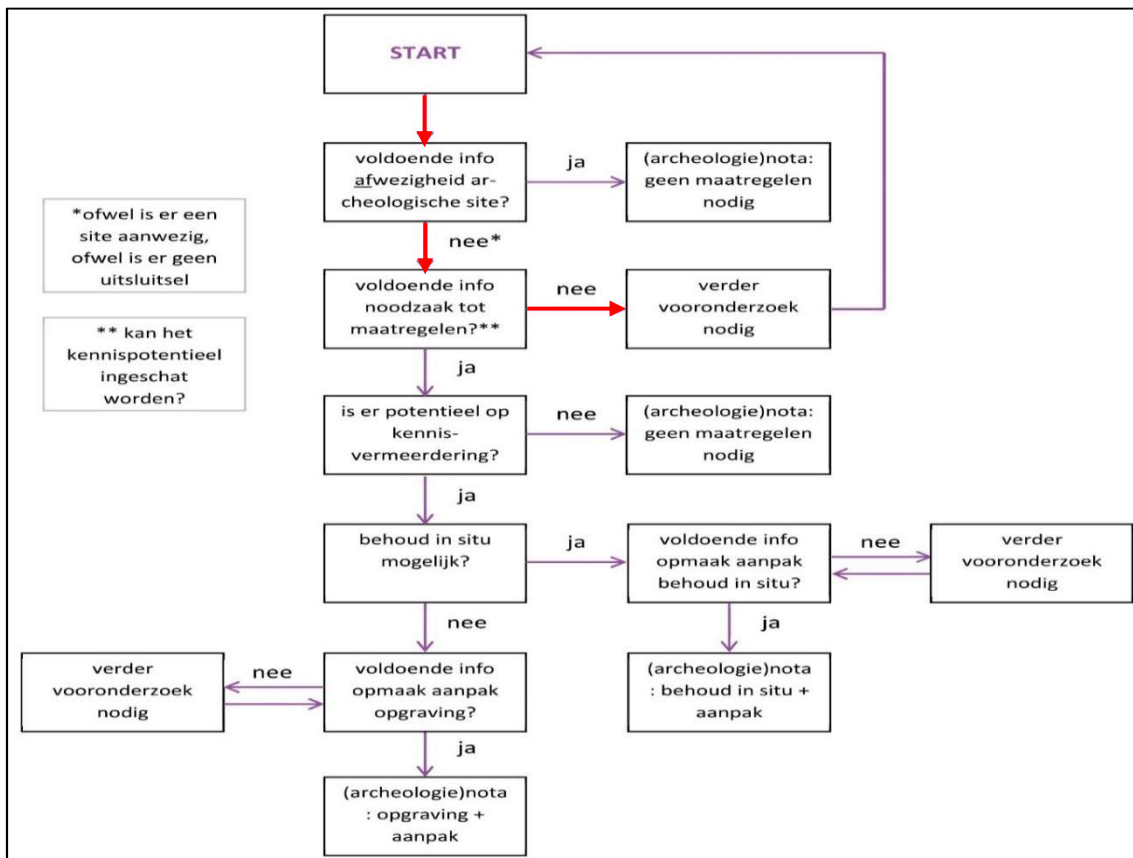 START
voldoende info
afwezigheid ar-
cheologische site?
ja
(archeologie)nota:
geen maatregelen
nodig
*ofwel is er een
site aanwezig,
ofwel is er geen
uitsluitsel
nee*
voldoende info
noodzaak tot
maatregelen?**
nee
verder
vooronderzoek
nodig
** kan het
kennispotentieel
ingeschat
worden?
ja
is er potentieel op
kennis-
vermeerdering?
nee
(archeologie)nota:
geen maatregelen
nodig
ja
behoud in situ
mogelijk?
ja
voldoende info
opmaak aanpak
behoud in situ?
nee
verder
vooronderzoek
nodig
nee
ja
verder
vooronderzoek
nodig
nee
voldoende info
opmaak aanpak
opgraving?
(archeologie)nota
: behoud in situ +
aanpak
ja
(archeologie)nota
: opgraving +
aanpak